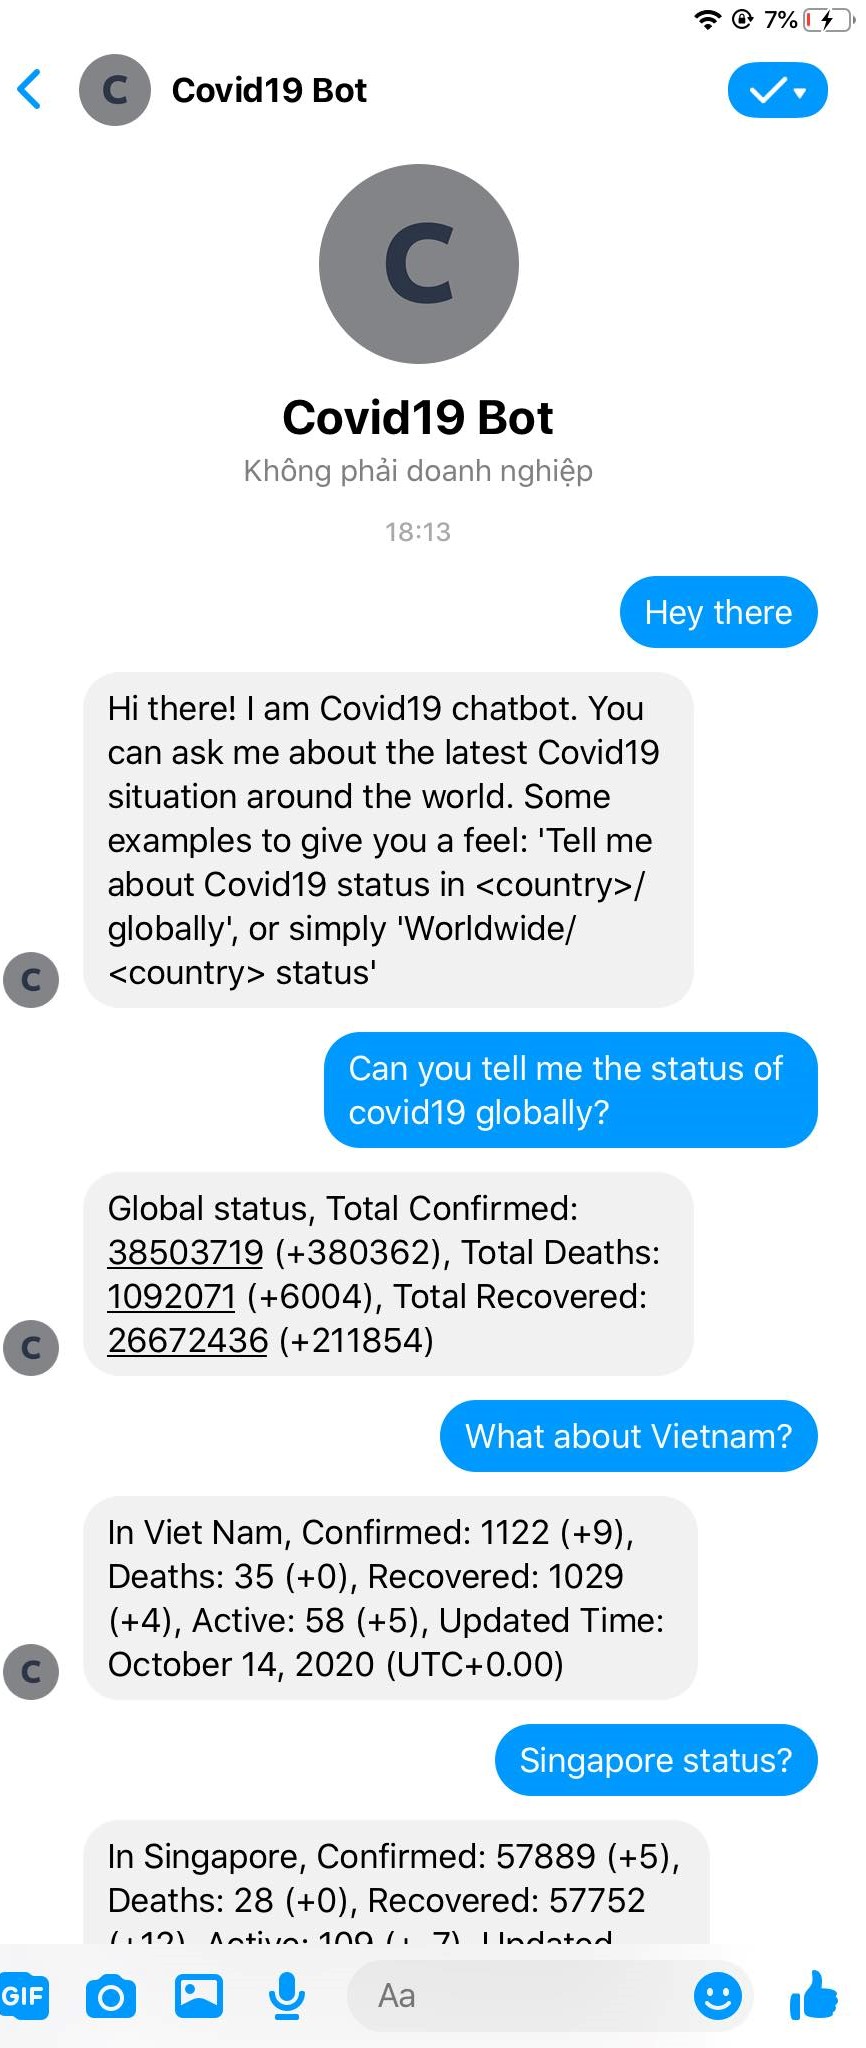 7%
C
Covid19 Bot
C
Covid19 Bot
Không phải doanh nghiệp
18:13
Hey there
Hi there! I am Covid19 chatbot. You
can ask me about the latest Covid19
situation around the world. Some
examples to give you a feel: 'Tell me
about Covid19 status in <country>/
globally', or simply 'Worldwide/
<country> status'
C
Can you tell me the status of
covid19 globally?
Global status, Total Confirmed:
38503719 (+380362), Total Deaths:
1092071 (+6004), Total Recovered:
26672436 (+211854)
C
What about Vietnam?
In Viet Nam, Confirmed: 1122 (+9),
Deaths: 35 (+0), Recovered: 1029
(+4), Active: 58 (+5), Updated Time:
October 14, 2020 (UTC+0.00)
C
Singapore status?
In Singapore, Confirmed: 57889 (+5),
Deaths: 28 (+0), Recovered: 57752
(+12), Active: 109 Updated
GIF
Aa